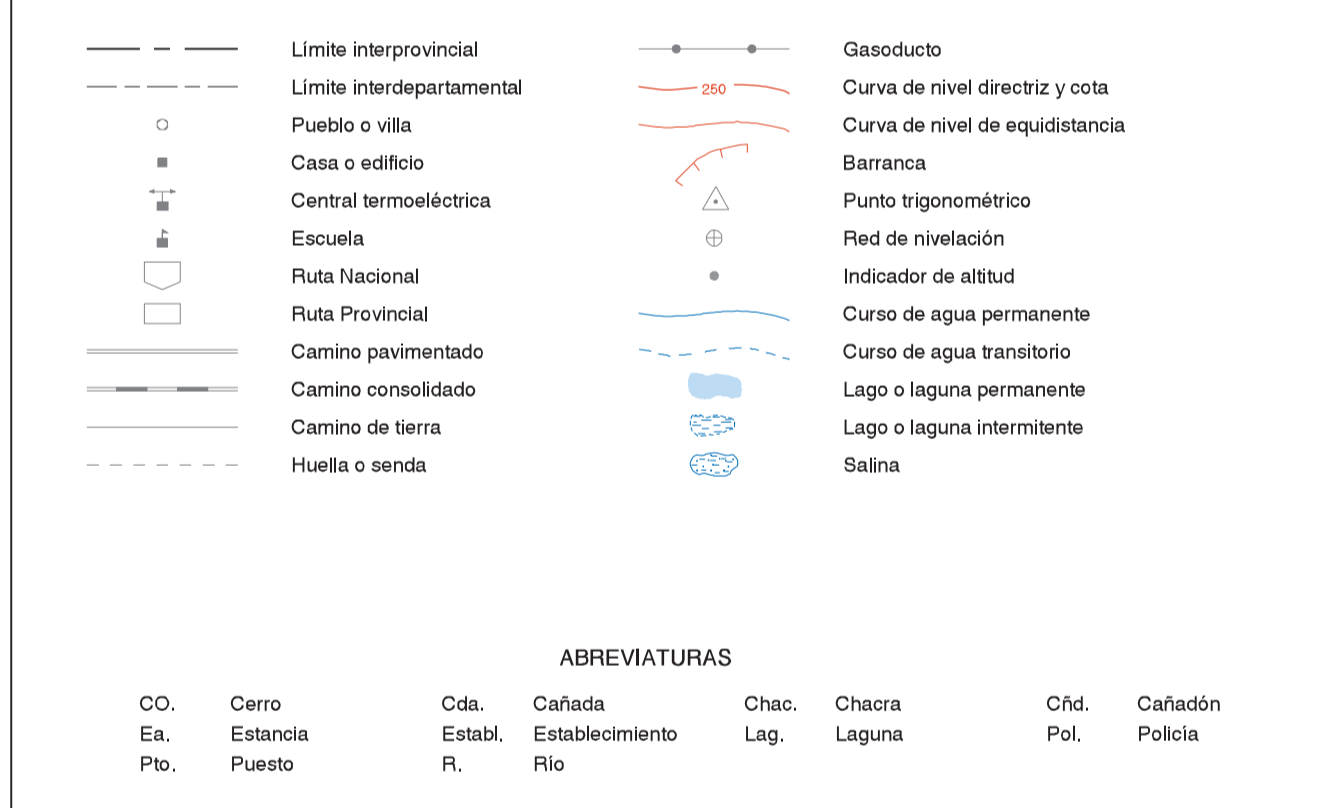 Límite interprovincial
Límite interdepartamental
Pueblo o villa
Casa o edificio
Central termoeléctrica
Escuela
Ruta Nacional
Ruta Provincial
Camino pavimentado
Camino consolidado
Camino de tierra
Huella o senda
Gasoducto
250 Curva de nivel directriz y cota
Curva de nivel de equidistancia
Barranca
Punto trigonométrico
Red de nivelación
Indicador de altitud
Curso de agua permanente
Curso de agua transitorio
Lago o laguna permanente
Lago o laguna intermitente
Salina
ABREVIATURAS
CO. Cerro Cda. Cañada Chac. Chacra Cñd. Cañadón
Ea. Estancia Establ. Establecimiento Lag. Laguna Pol. Policía
Pto. Puesto R. Río